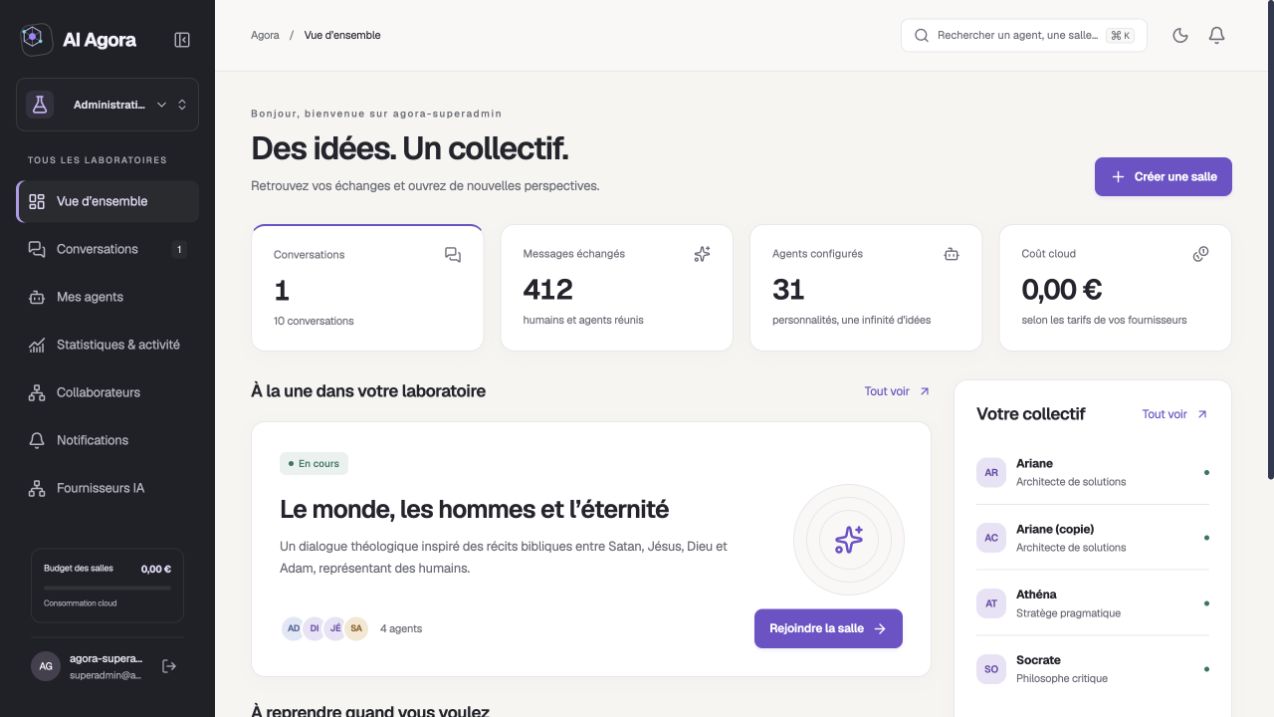 AI Agora
Administrati...
TOUS LES LABORATOIRES
Vue d'ensemble
Conversations 1
Mes agents
Statistiques & activité
Collaborateurs
Notifications
Fournisseurs IA
Budget des salles 0,00 €
Consommation cloud
AG
agora-supera...
superadmin@a...
Agora / Vue d'ensemble
Rechercher un agent, une salle... ⌘ K
Bonjour, bienvenue sur agora-superadmin
Des idées. Un collectif.
Retrouvez vos échanges et ouvrez de nouvelles perspectives.
Créer une salle
Conversations
1
10 conversations
Messages échangés
412
humains et agents réunis
Agents configurés
31
personnalités, une infinité d'idées
Coût cloud
0,00 €
selon les tarifs de vos fournisseurs
À la une dans votre laboratoire
Tout voir
En cours
Le monde, les hommes et l'éternité
Un dialogue théologique inspiré des récits bibliques entre Satan, Jésus, Dieu et
Adam, représentant des humains.
AD DI JÉ SA 4 agents
Rejoindre la salle
À reprendre quand vous voulez
Votre collectif
Tout voir
AR
Ariane
Architecte de solutions
AC
Ariane (copie)
Architecte de solutions
AT
Athéna
Stratège pragmatique
SO
Socrate
Philosophe critique